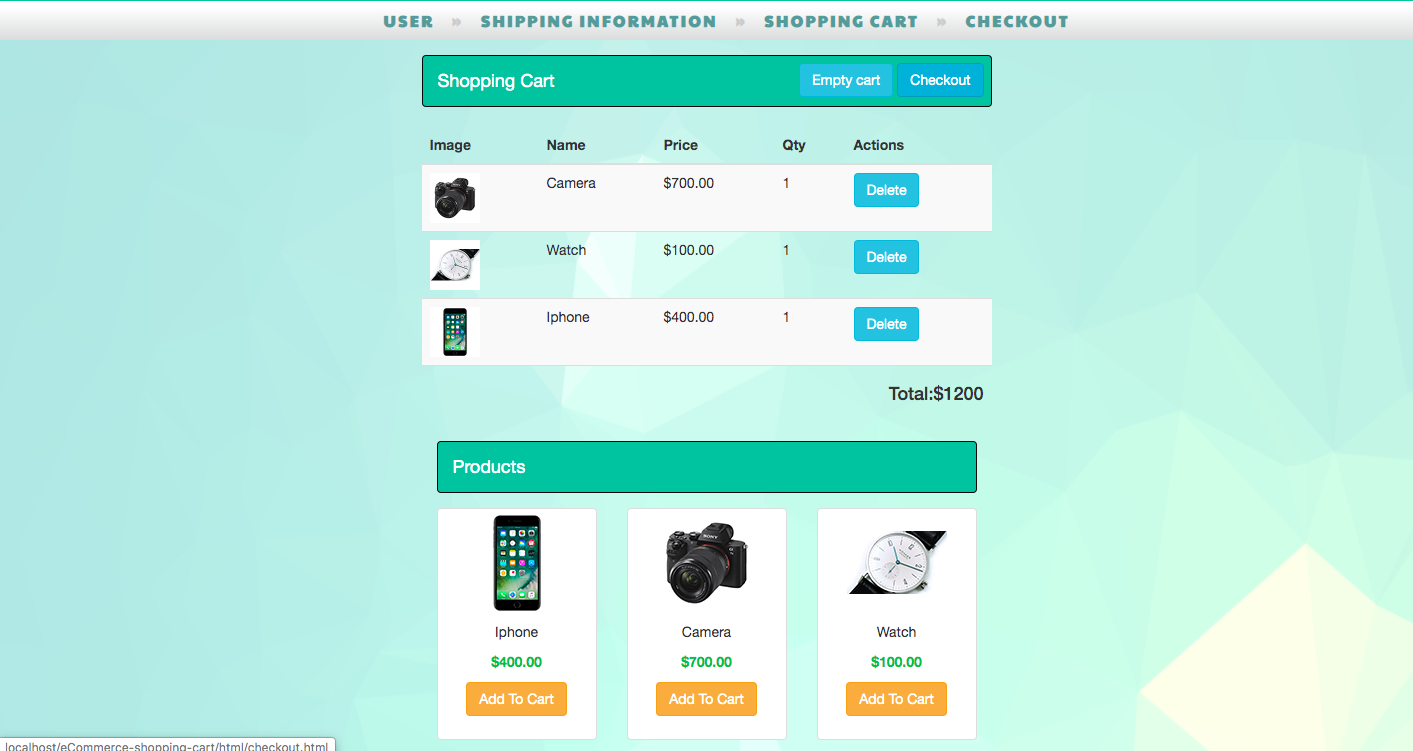 USER » SHIPPING INFORMATION » SHOPPING CART » CHECKOUT
Shopping Cart Empty cart Checkout
Image Name Price Qty Actions
Camera $700.00 1 Delete
Watch $100.00 1 Delete
Iphone $400.00 1 Delete
Total:$1200
Products
SONY
Iphone Camera Watch
$400.00 $700.00 $100.00
Add To Cart Add To Cart Add To Cart
localhost/eCommerce-shopping-cart/html/checkout.html